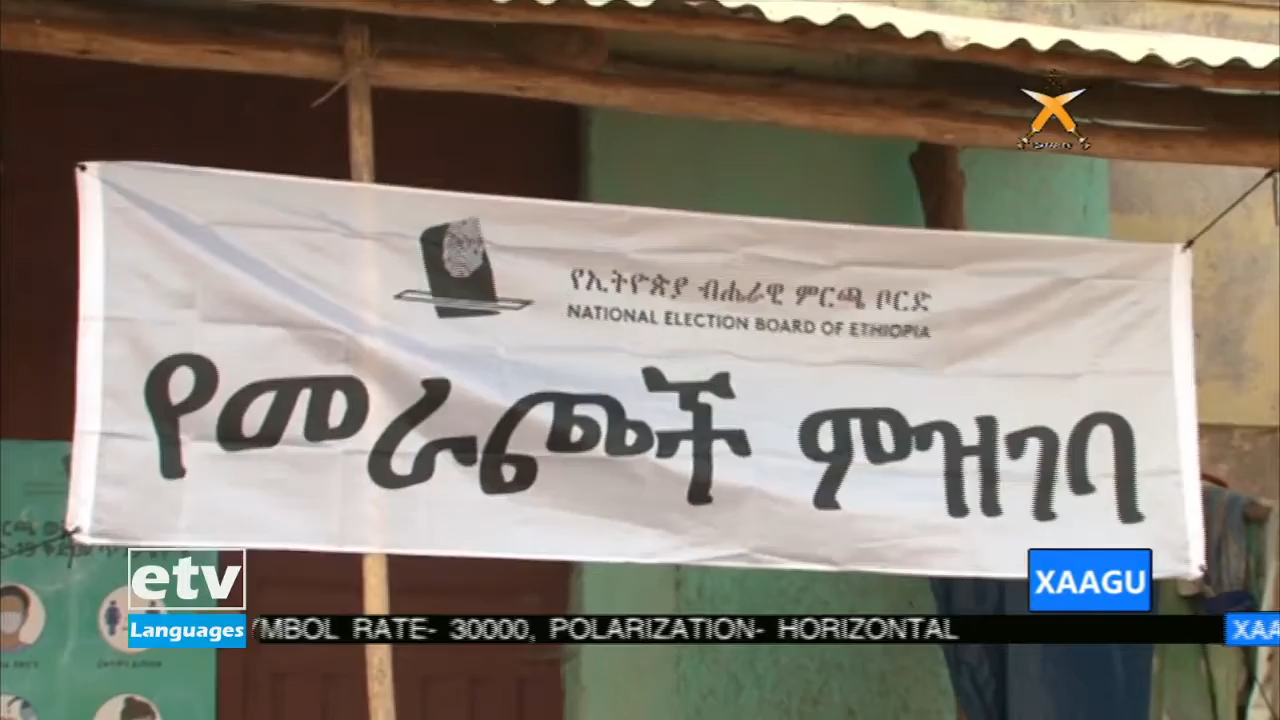 የኢትዮጵያ ብሔራዊ ምርጫ ቦርድ
NATIONAL ELECTION BOARD OF ETHIOPIA
የመራጮች ምዝገባ
etv
Languages
XAAGU
YMBOL RATE- 30000, POLARIZATION- HORIZONTAL
XAA